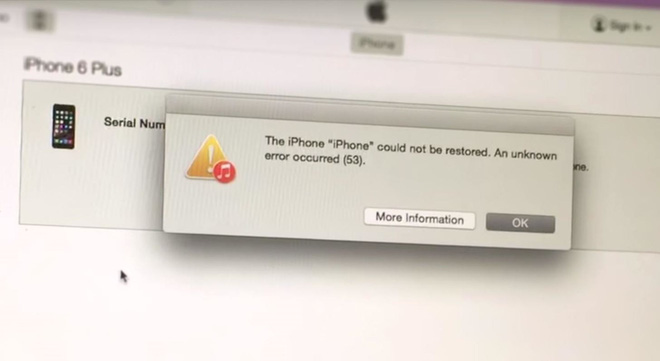 Sign In
iPhone
iPhone 6 Plus
Serial Num
The iPhone "iPhone" could not be restored. An unknown
error occurred (53).
ne.
More Information
OK